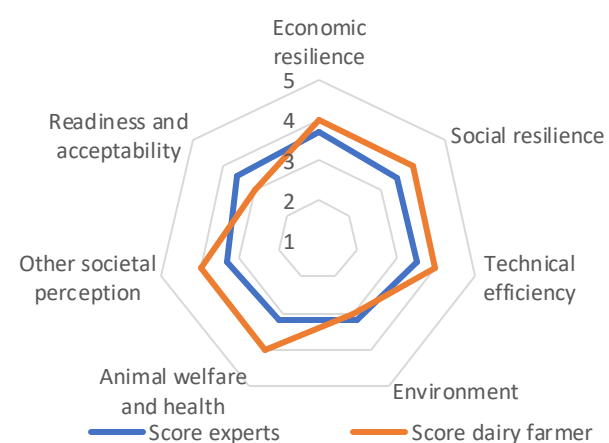 Economic
resilience
5
4
3
2
1
Social resilience
Technical
efficiency
Environment
Animal welfare
and health
Other societal
perception
Readiness and
acceptability
Score experts
Score dairy farmer